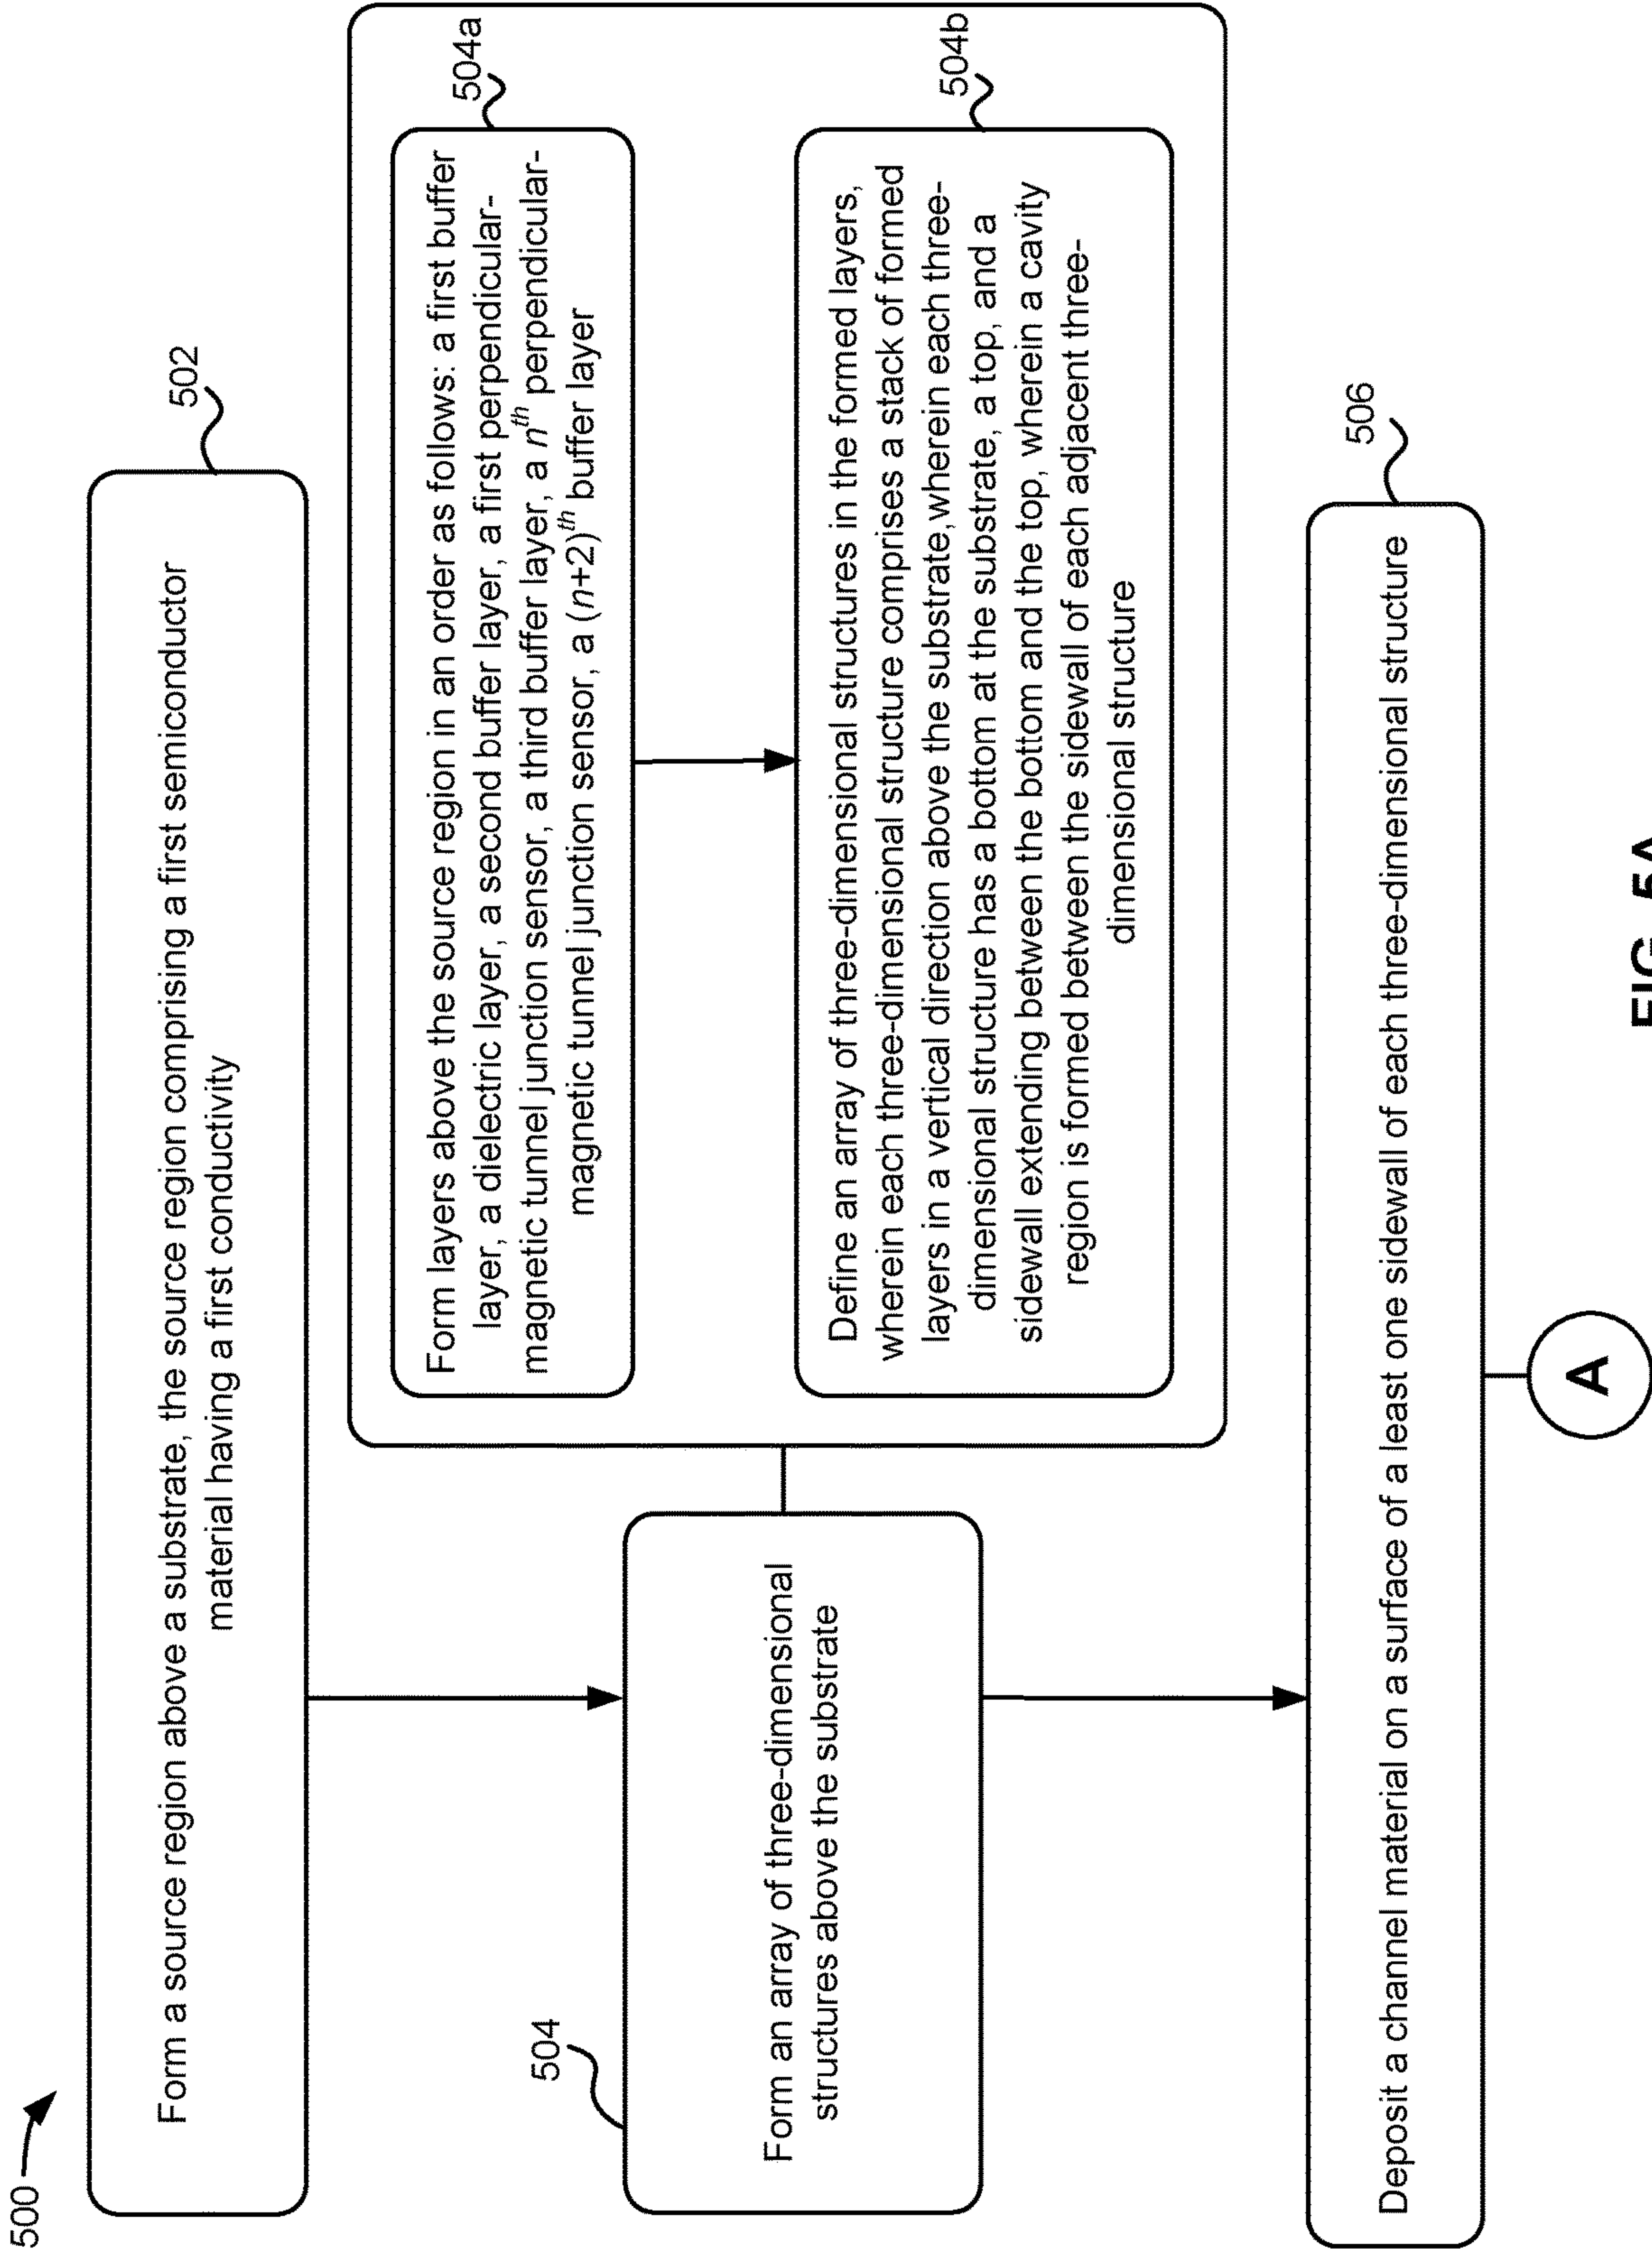 500
502
Form a source region above a substrate, the source region comprising a first semiconductor
material having a first conductivity
504
Form an array of three-dimensional
structures above the substrate
504a
Form layers above the source region in an order as follows: a first buffer
layer, a dielectric layer, a second buffer layer, a first perpendicular-
magnetic tunnel junction sensor, a third buffer layer, a nth perpendicular-
magnetic tunnel junction sensor, a (n+2)th buffer layer
504b
Define an array of three-dimensional structures in the formed layers,
wherein each three-dimensional structure comprises a stack of formed
layers in a vertical direction above the substrate,wherein each three-
dimensional structure has a bottom at the substrate, a top, and a
sidewall extending between the bottom and the top, wherein a cavity
region is formed between the sidewall of each adjacent three-
dimensional structure
506
Deposit a channel material on a surface of a least one sidewall of each three-dimensional structure
A
FIG. 5A